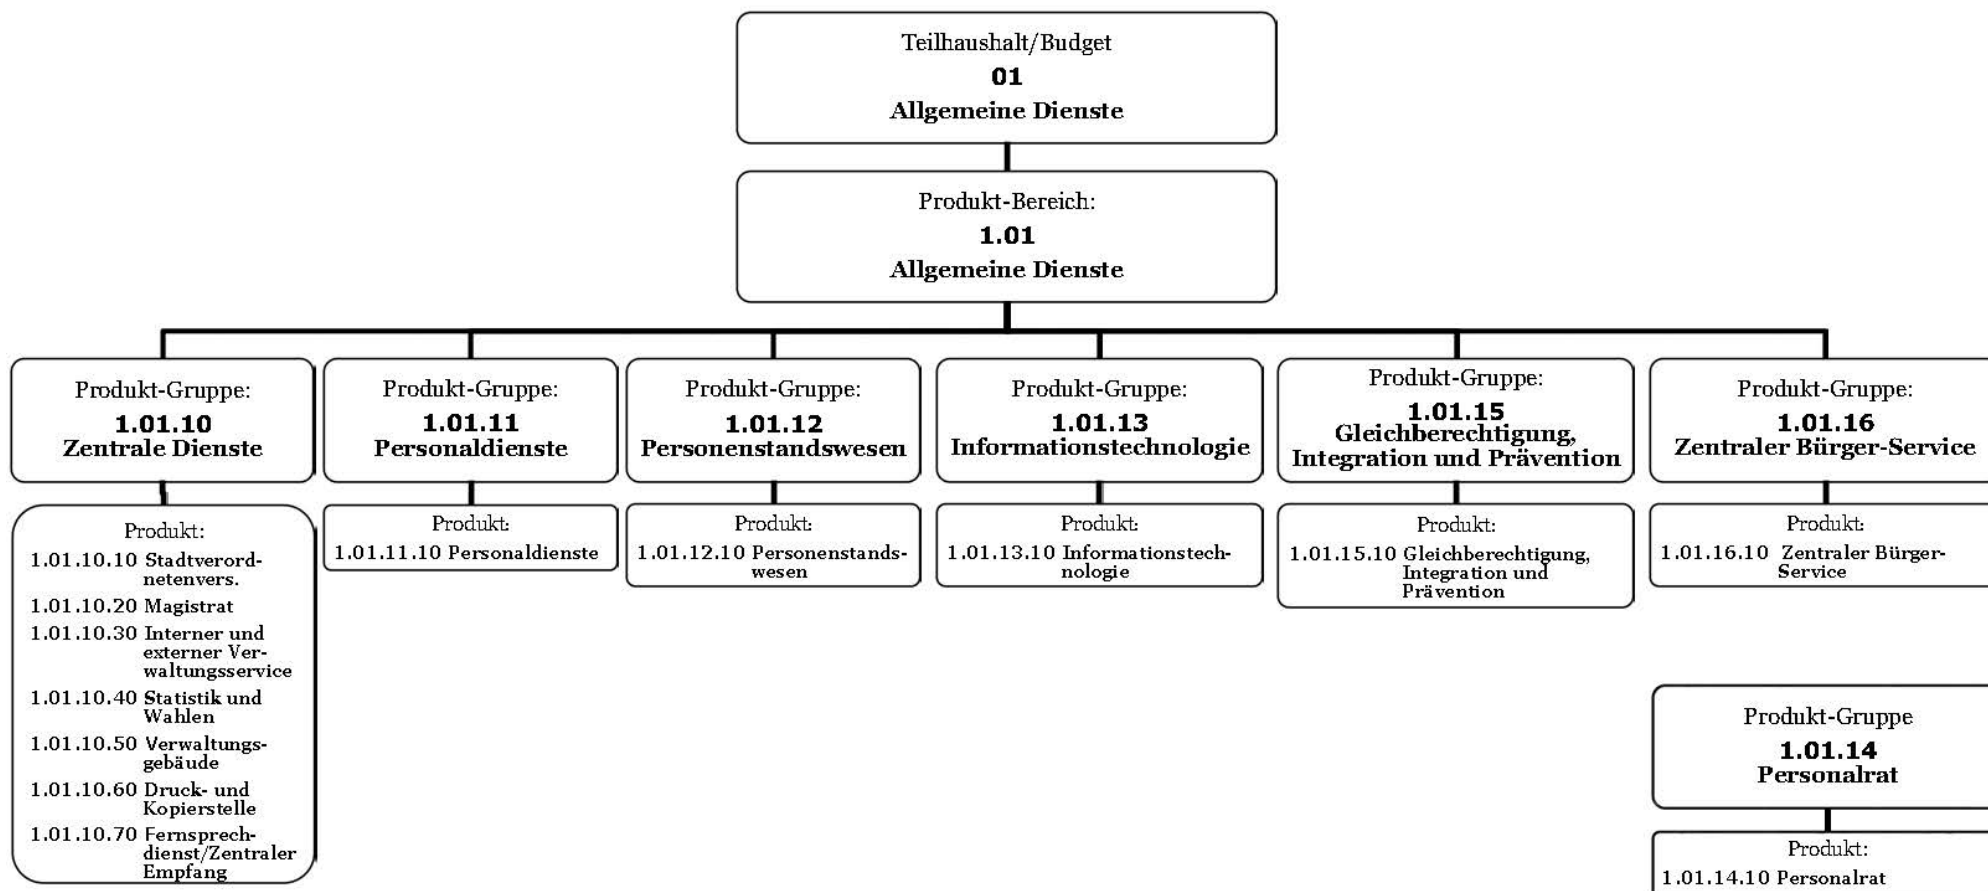 Teilhaushalt/Budget
01
Allgemeine Dienste
Produkt-Bereich:
1.01
Allgemeine Dienste
Produkt-Gruppe:
1.01.10
Zentrale Dienste
Produkt:
1.01.10.10 Stadtverord-
netenvers.
1.01.10.20 Magistrat
1.01.10.30 Interner und
externer Ver-
waltungsservice
1.01.10.40 Statistik und
Wahlen
1.01.10.50 Verwaltungs-
gebäude
1.01.10.60 Druck- und
Kopierstelle
1.01.10.70 Fernsprech-
dienst/Zentraler
Empfang
Produkt-Gruppe:
1.01.11
Personaldienste
Produkt:
1.01.11.10 Personaldienste
Produkt-Gruppe:
1.01.12
Personenstandswesen
Produkt:
1.01.12.10 Personenstands-
wesen
Produkt-Gruppe:
1.01.13
Informationstechnologie
Produkt:
1.01.13.10 Informationstech-
nologie
Produkt-Gruppe:
1.01.15
Gleichberechtigung,
Integration und Prävention
Produkt:
1.01.15.10 Gleichberechtigung,
Integration und
Prävention
Produkt-Gruppe:
1.01.16
Zentraler Bürger-Service
Produkt:
1.01.16.10 Zentraler Bürger-
Service
Produkt-Gruppe
1.01.14
Personalrat
Produkt:
1.01.14.10 Personalrat